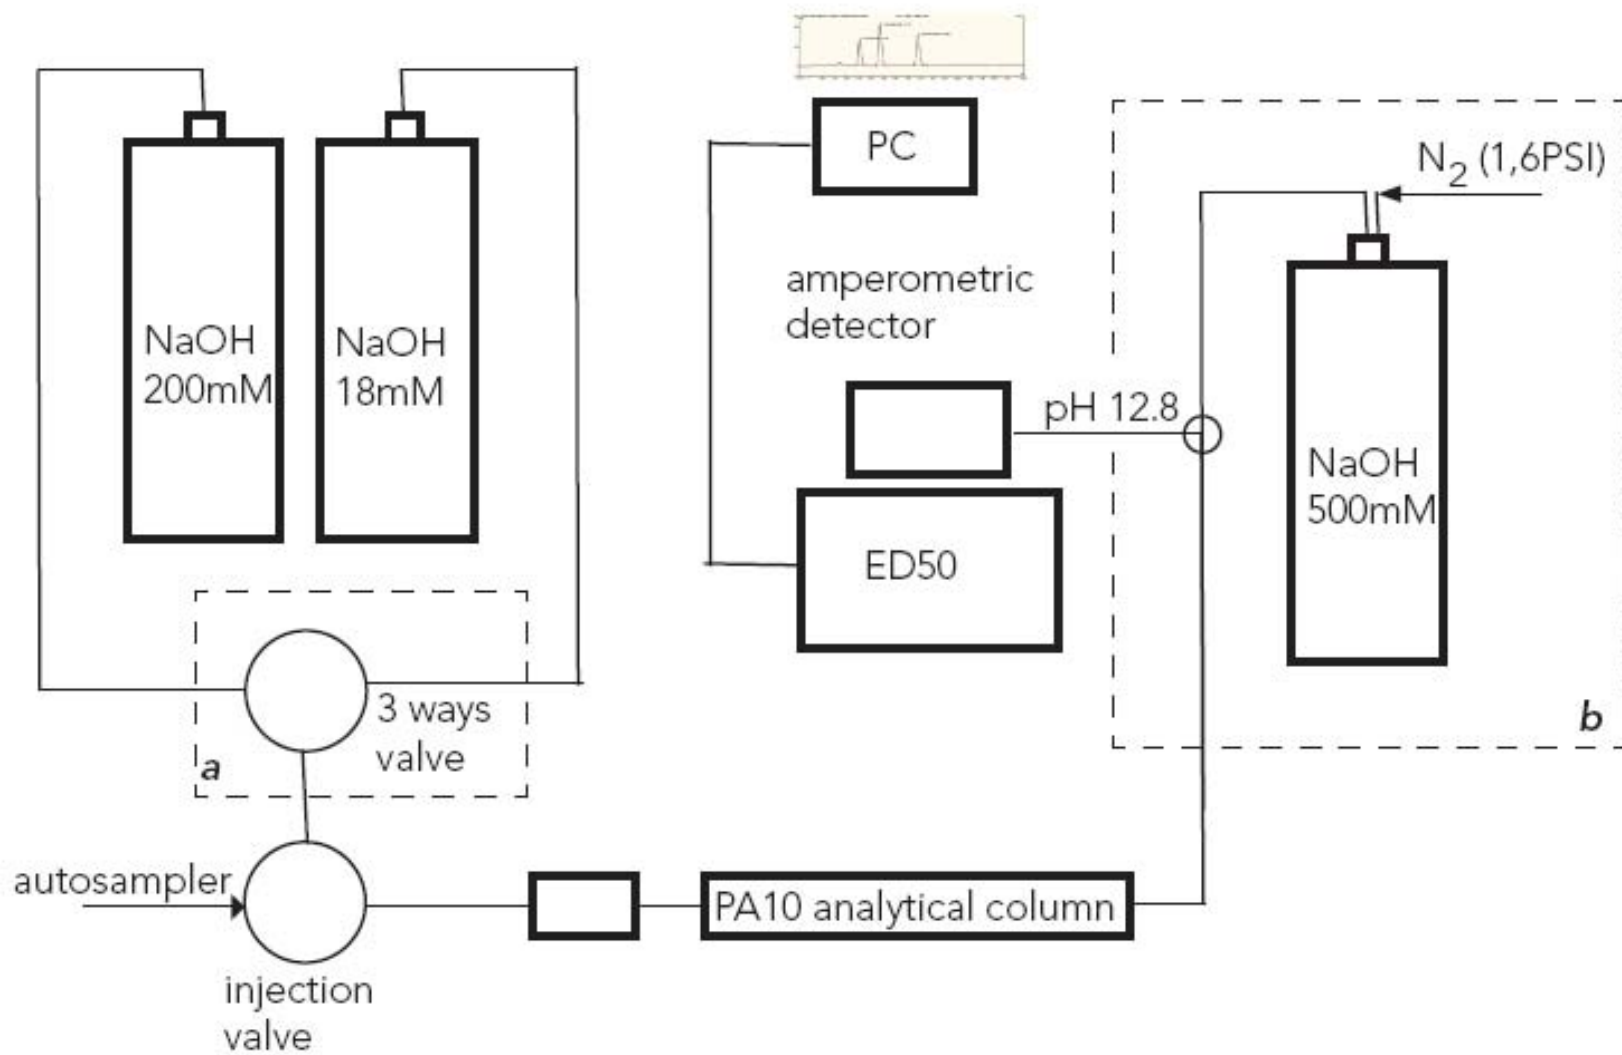 PC
N2 (1,6PSI)
amperometric
detector
NaOH
200mM
NaOH
18mM
pH 12.8
NaOH
500mM
ED50
3 ways
valve
a
b
autosampler
PA10 analytical column
injection
valve